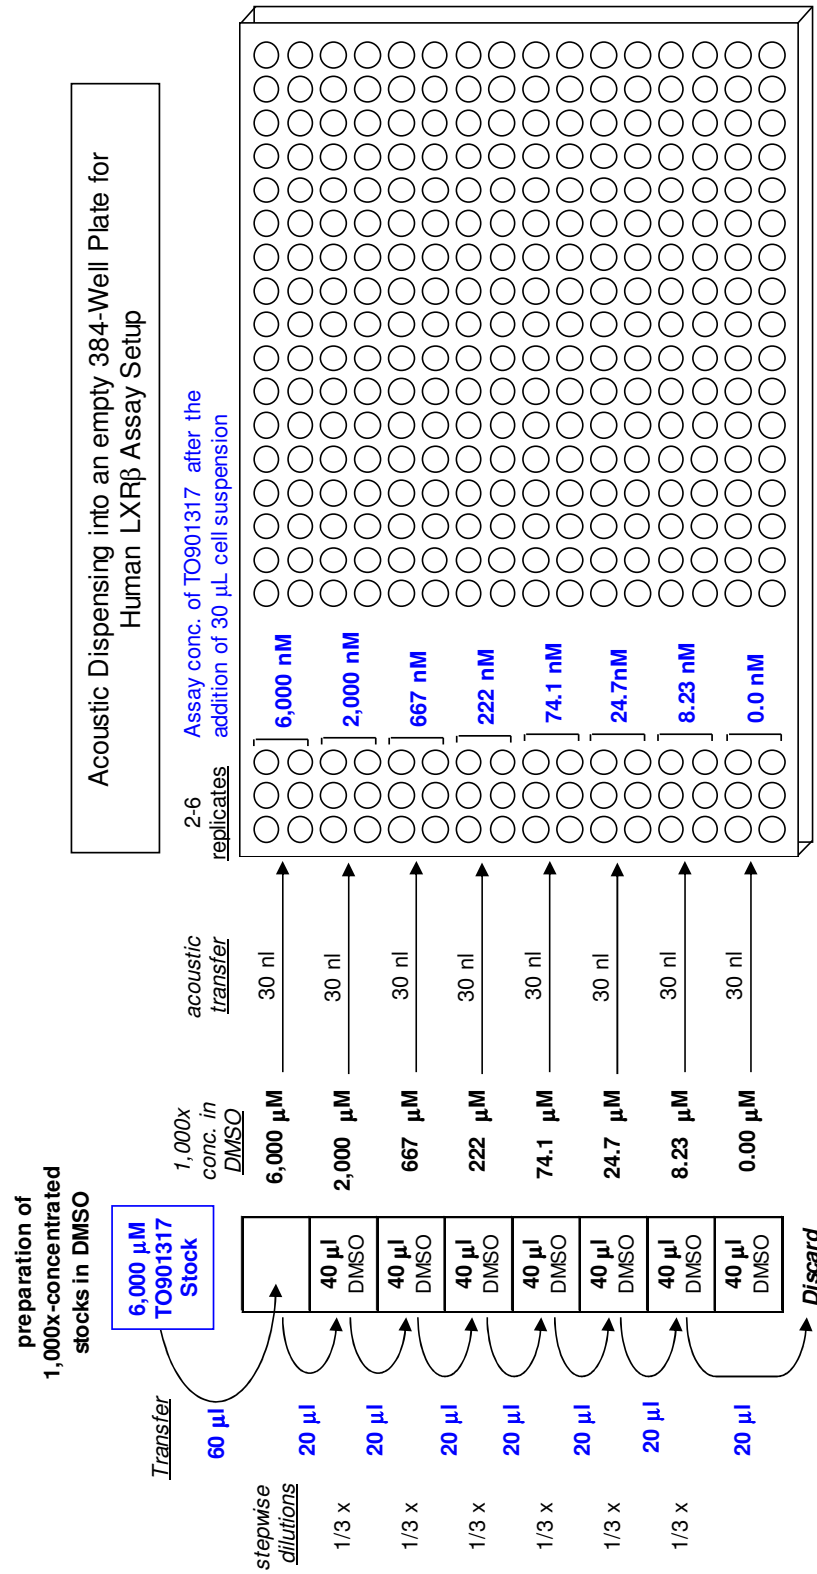 Acoustic Dispensing into an empty 384-Well Plate for
Human LXRβ Assay Setup
preparation of
1,000x-concentrated
stocks in DMSO
6,000 μM
TO901317
Stock
Transfer
60 μl
stepwise
dilutions
1,000x
conc. in
DMSO
acoustic
transfer
2-6
replicates
Assay conc. of TO901317 after the
addition of 30 μL cell suspension
6,000 μM
30 nl
6,000 nM
20 μl
1/3 x
40 μl
DMSO
2,000 μM
30 nl
2,000 nM
20 μl
1/3 x
40 μl
DMSO
667 μM
30 nl
667 nM
20 μl
1/3 x
40 μl
DMSO
222 μM
30 nl
222 nM
20 μl
1/3 x
40 μl
DMSO
74.1 μM
30 nl
74.1 nM
20 μl
1/3 x
40 μl
DMSO
24.7 μM
30 nl
24.7nM
20 μl
1/3 x
40 μl
DMSO
8.23 μM
30 nl
8.23 nM
20 μl
40 μl
DMSO
0.00 μM
30 nl
0.0 nM
Discard